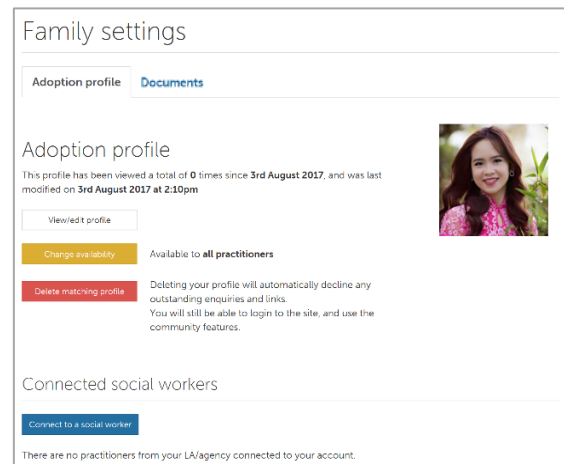 Family settings
Adoption profile
Documents
Adoption profile
This profile has been viewed a total of 0 times since 3rd August 2017, and was last
modified on 3rd August 2017 at 2:10pm
View/edit profile
Change availability
Available to all practitioners
Delete matching profile
Deleting your profile will automatically decline any
outstanding enquiries and links.
You will still be able to login to the site, and use the
community features.
Connected social workers
Connect to a social worker
There are no practitioners from your LA/agency connected to your account.